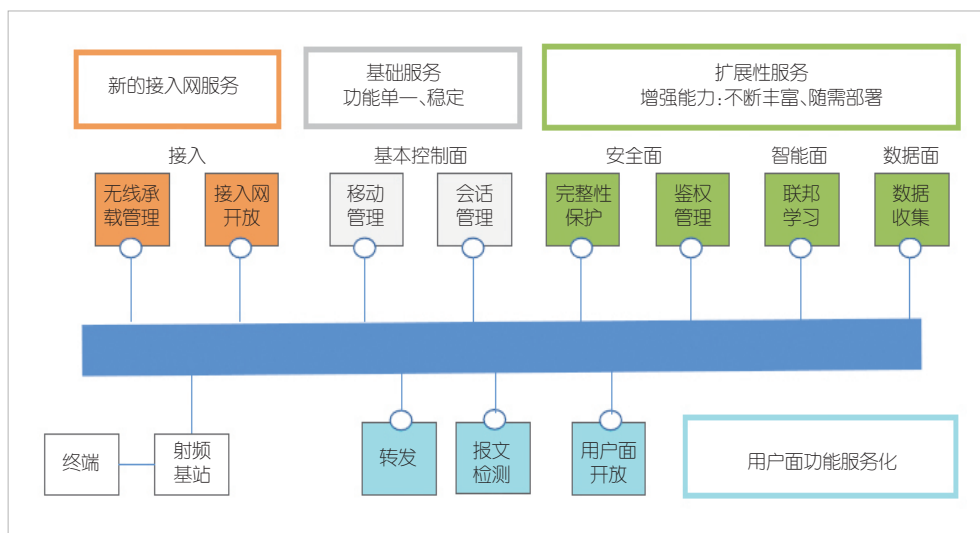 新的接入网服务
基础服务
功能单一、稳定
扩展性服务
增强能力:不断丰富、随需部署
接入
基本控制面
安全面
智能面
数据面
无线承
载管理
接入网
开放
移动
管理
会话
管理
完整性
保护
鉴权
管理
联邦
学习
数据
收集
终端
射频
基站
转发
报文
检测
用户面
开放
用户面功能服务化